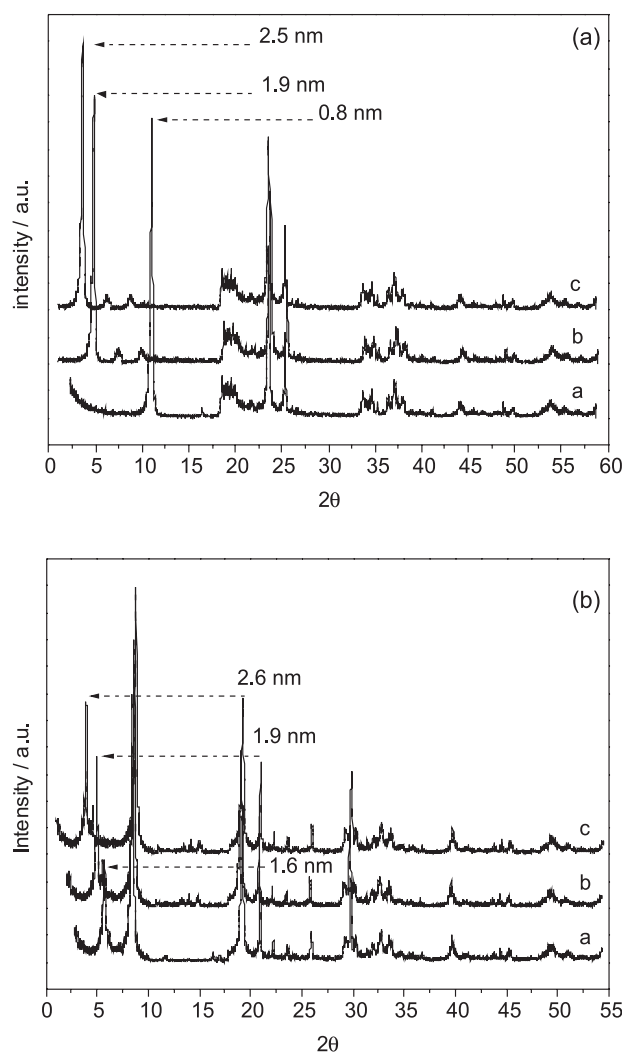 (a)
2.5 nm
1.9 nm
0.8 nm
intensity / a.u.
c
b
a
0 5 10 15 20 25 30 35 40 45 50 55 60
2θ
(b)
2.6 nm
1.9 nm
1.6 nm
Intensity / a.u.
c
b
a
0 5 10 15 20 25 30 35 40 45 50 55
2θ